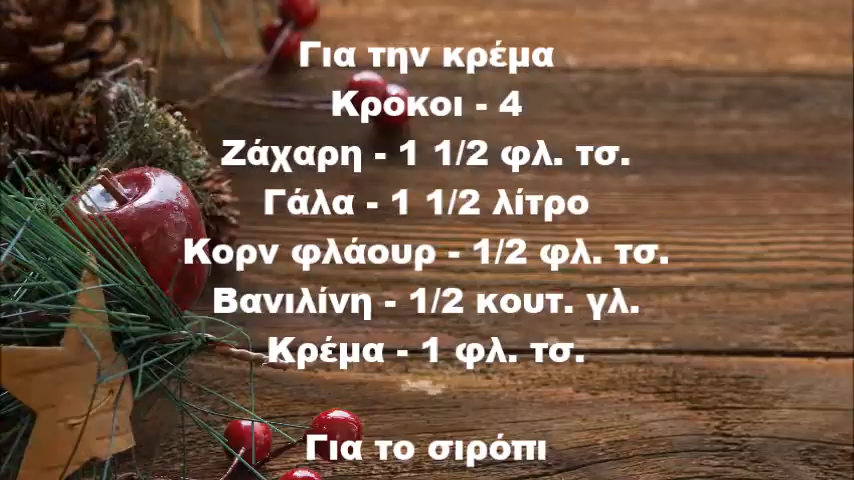 Για την κρέμα
Κρόκοι - 4
Ζάχαρη - 1 1/2 φλ. τσ.
Γάλα - 1 1/2 λίτρο
Κορν φλάουρ - 1/2 φλ. τσ.
Βανιλίνη - 1/2 κουτ. γλ.
Κρέμα - 1 φλ. τσ.
Για το σιρόπι